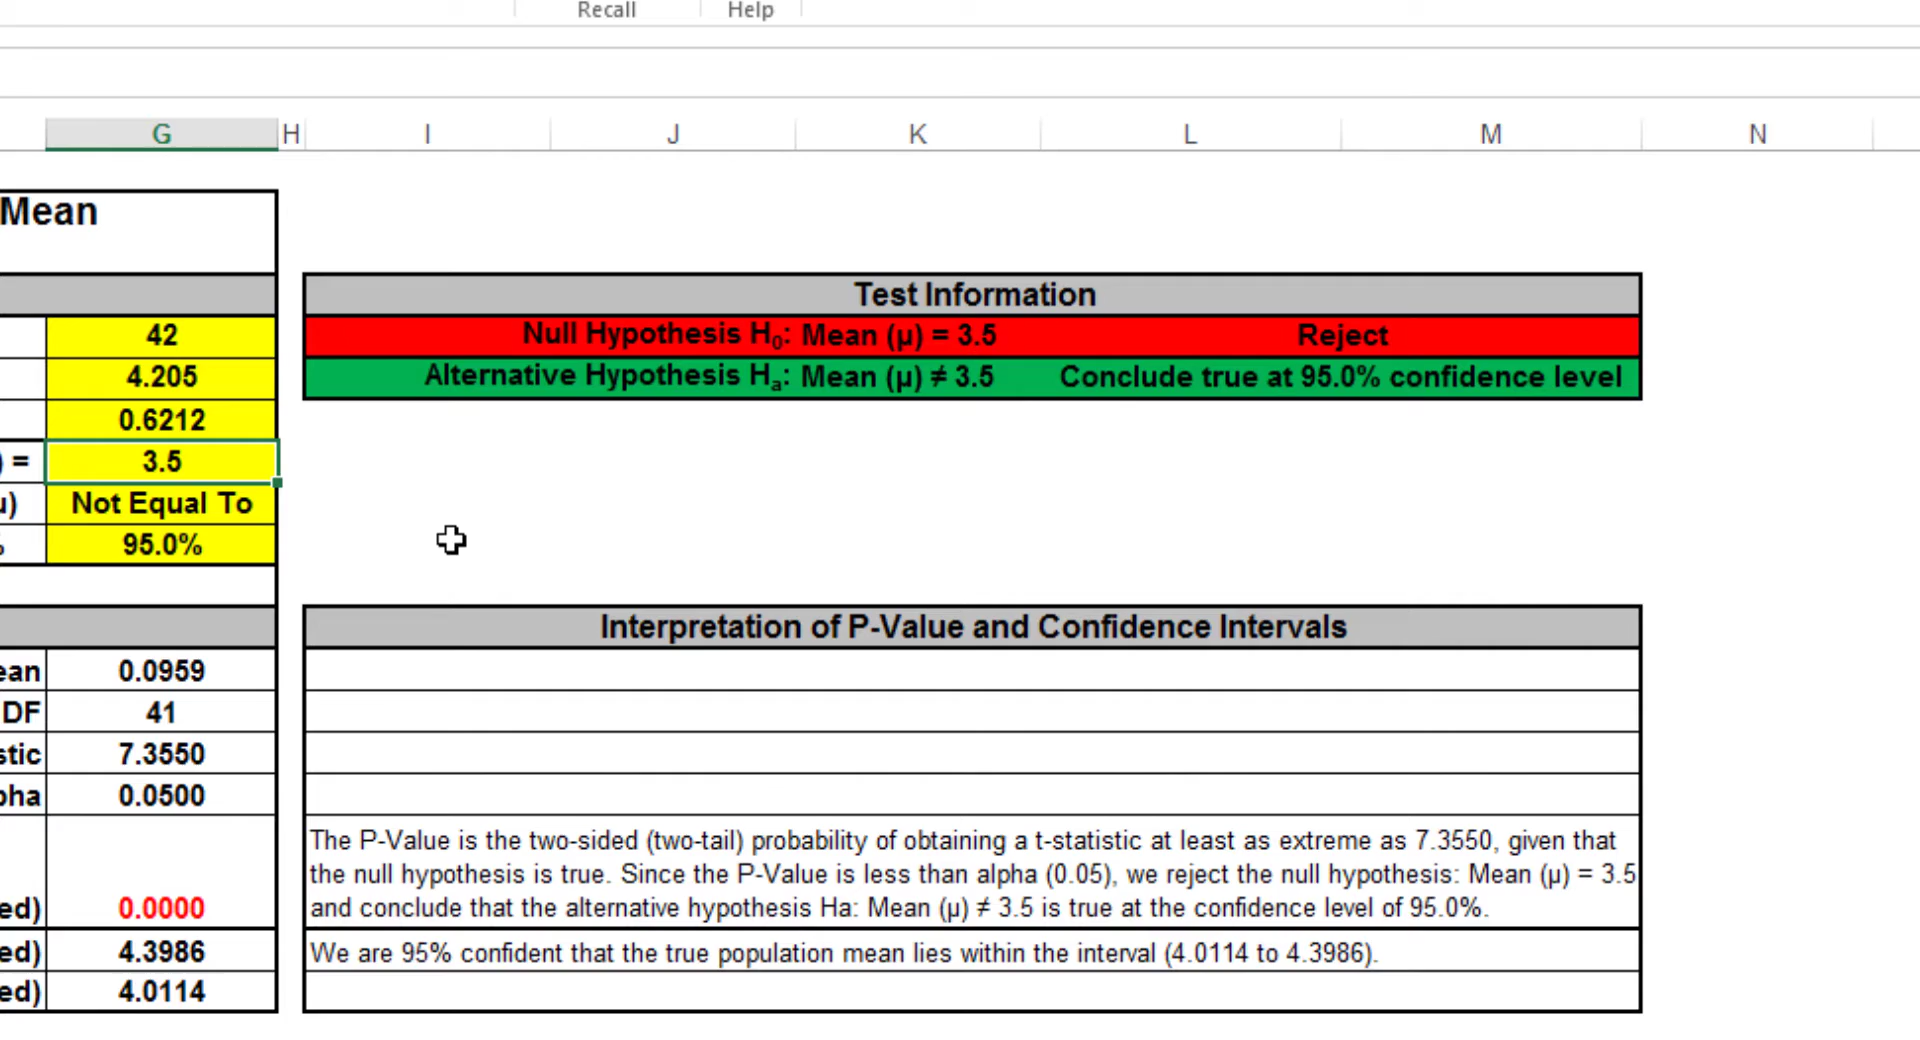 Recall Help
G H I J K L M N
Mean
Test Information
42 Null Hypothesis H₀: Mean (µ) = 3.5 Reject
4.205 Alternative Hypothesis Hₐ: Mean (µ) ≠ 3.5 Conclude true at 95.0% confidence level
0.6212
) = 3.5
) Not Equal To
% 95.0%
Interpretation of P-Value and Confidence Intervals
ean 0.0959
DF 41
stic 7.3550
pha 0.0500
The P-Value is the two-sided (two-tail) probability of obtaining a t-statistic at least as extreme as 7.3550, given that
the null hypothesis is true. Since the P-Value is less than alpha (0.05), we reject the null hypothesis: Mean (µ) = 3.5
ed) 0.0000 and conclude that the alternative hypothesis Ha: Mean (µ) ≠ 3.5 is true at the confidence level of 95.0%.
ed) 4.3986 We are 95% confident that the true population mean lies within the interval (4.0114 to 4.3986).
ed) 4.0114